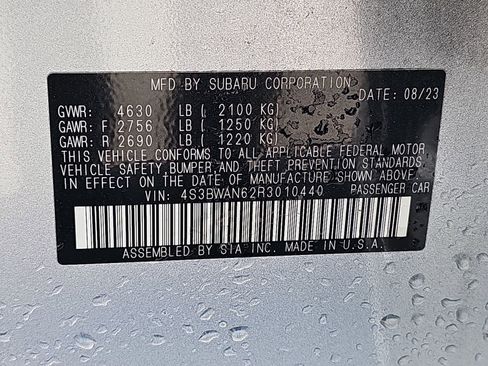 MFD BY SUBARU CORPORATION
DATE: 08/23
GVWR: 4630 LB ( 2100 KG)
GAWR: F 2756 LB ( 1250 KG)
GAWR: R 2690 LB ( 1220 KG)
THIS VEHICLE CONFORMS TO ALL APPLICABLE FEDERAL MOTOR
VEHICLE SAFETY, BUMPER, AND THEFT PREVENTION STANDARDS
IN EFFECT ON THE DATE OF MANUFACTURE SHOWN ABOVE.
VIN: 4S3BWAN62R3010440 PASSENGER CAR
ASSEMBLED BY SIA INC. MADE IN U.S.A.